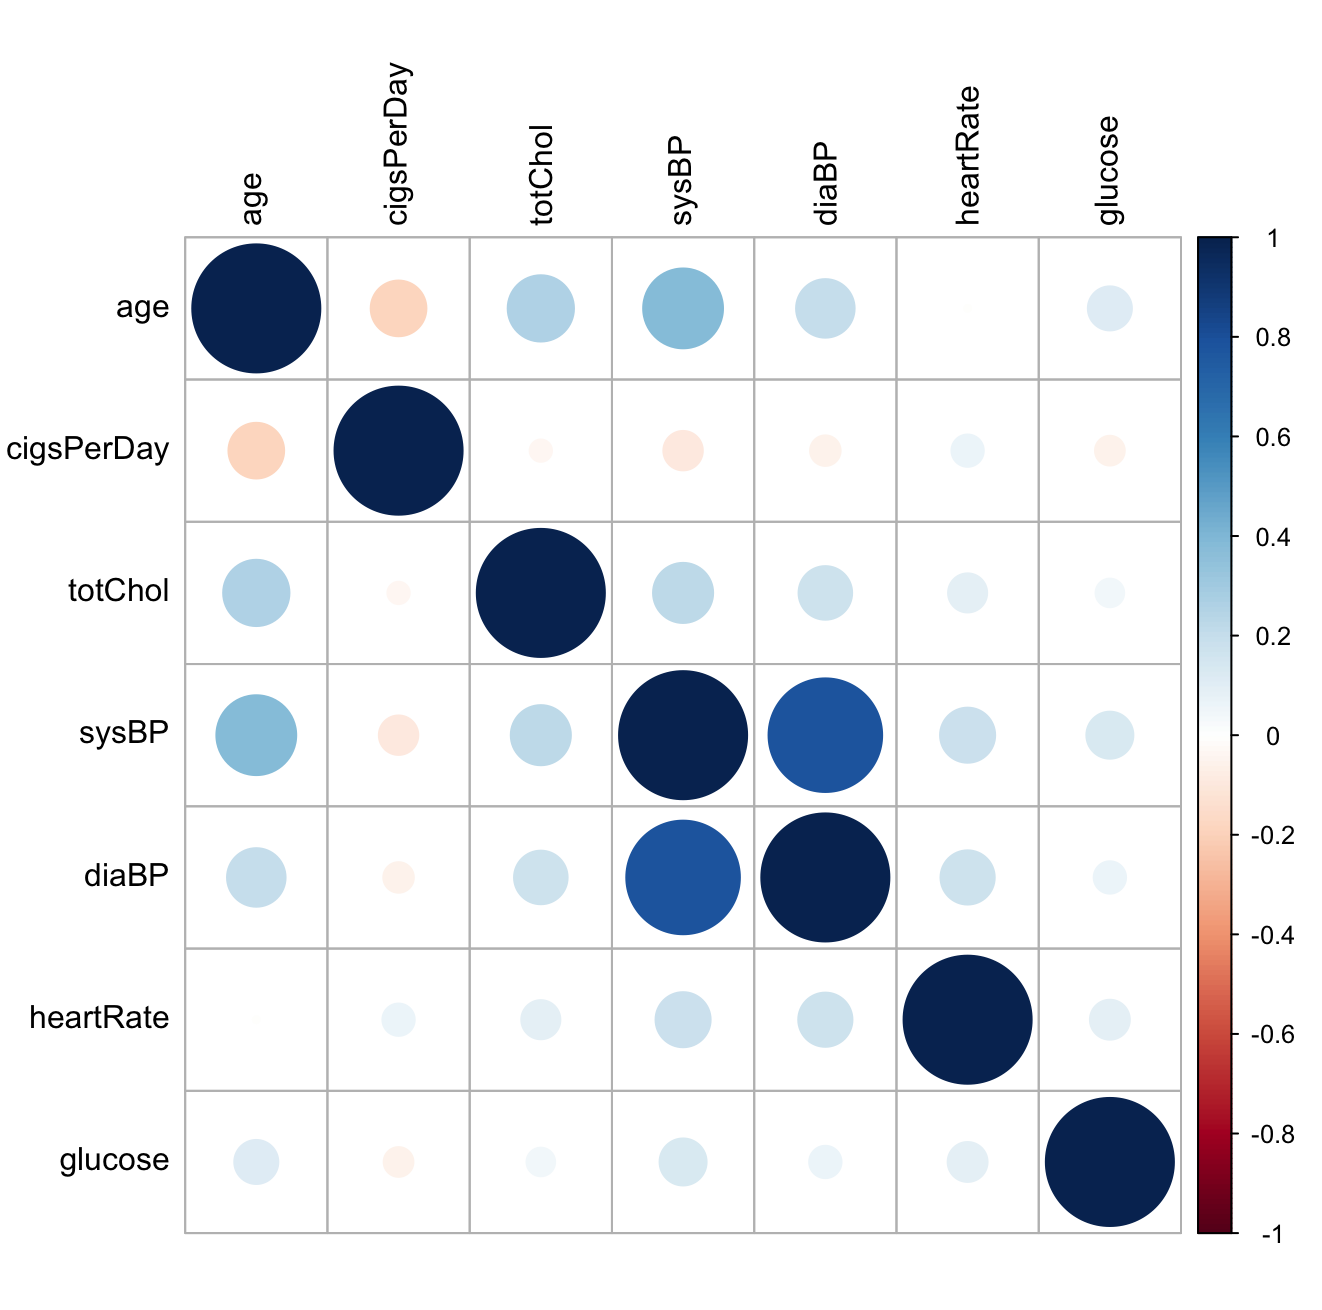 age
cigsPerDay
totChol
sysBP
diaBP
heartRate
glucose
age
cigsPerDay
totChol
sysBP
diaBP
heartRate
glucose
1
0.8
0.6
0.4
0.2
0
-0.2
-0.4
-0.6
-0.8
-1